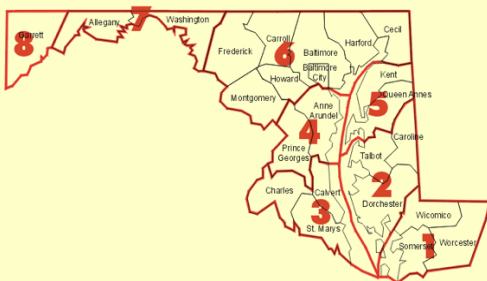 8
Garrett
Allegany
7
Washington
Frederick
Carroll
6
Baltimore
Baltimore
City
Harford
Cecil
Howard
Montgomery
Kent
5
Queen Annes
Anne
Arundel
4
Prince
Georges
Caroline
Talbot
2
Dorchester
Charles
Calvert
3
St. Marys
Wicomico
Somerset
1
Worcester